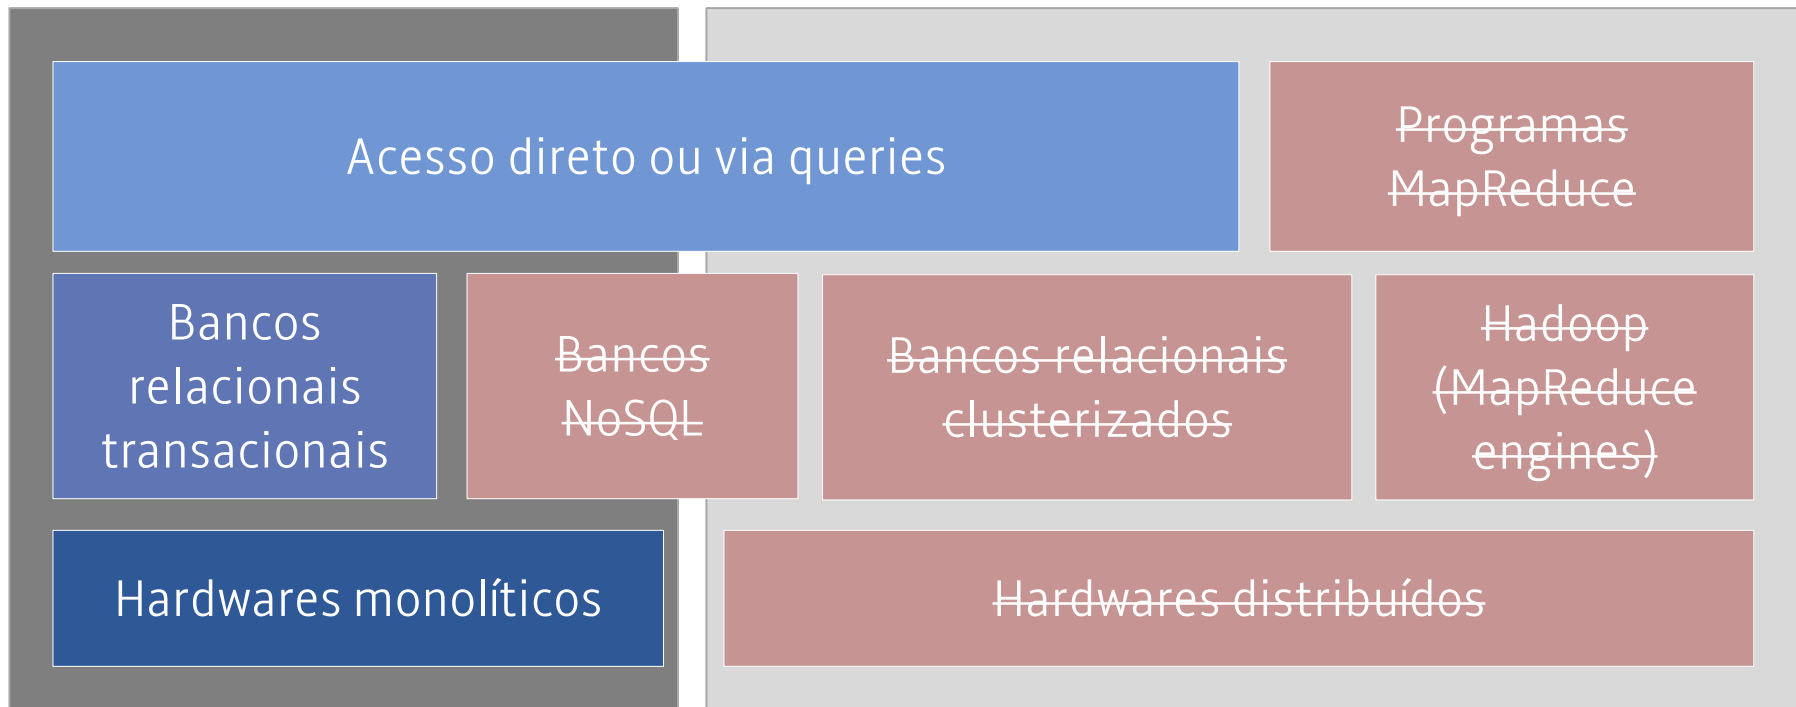 Acesso direto ou via queries
Programas
MapReduce
Bancos
relacionais
transacionais
Bancos
NoSQL
Bancos relacionais
clusterizados
Hadoop
(MapReduce
engines)
Hardwares monolíticos
Hardwares distribuídos